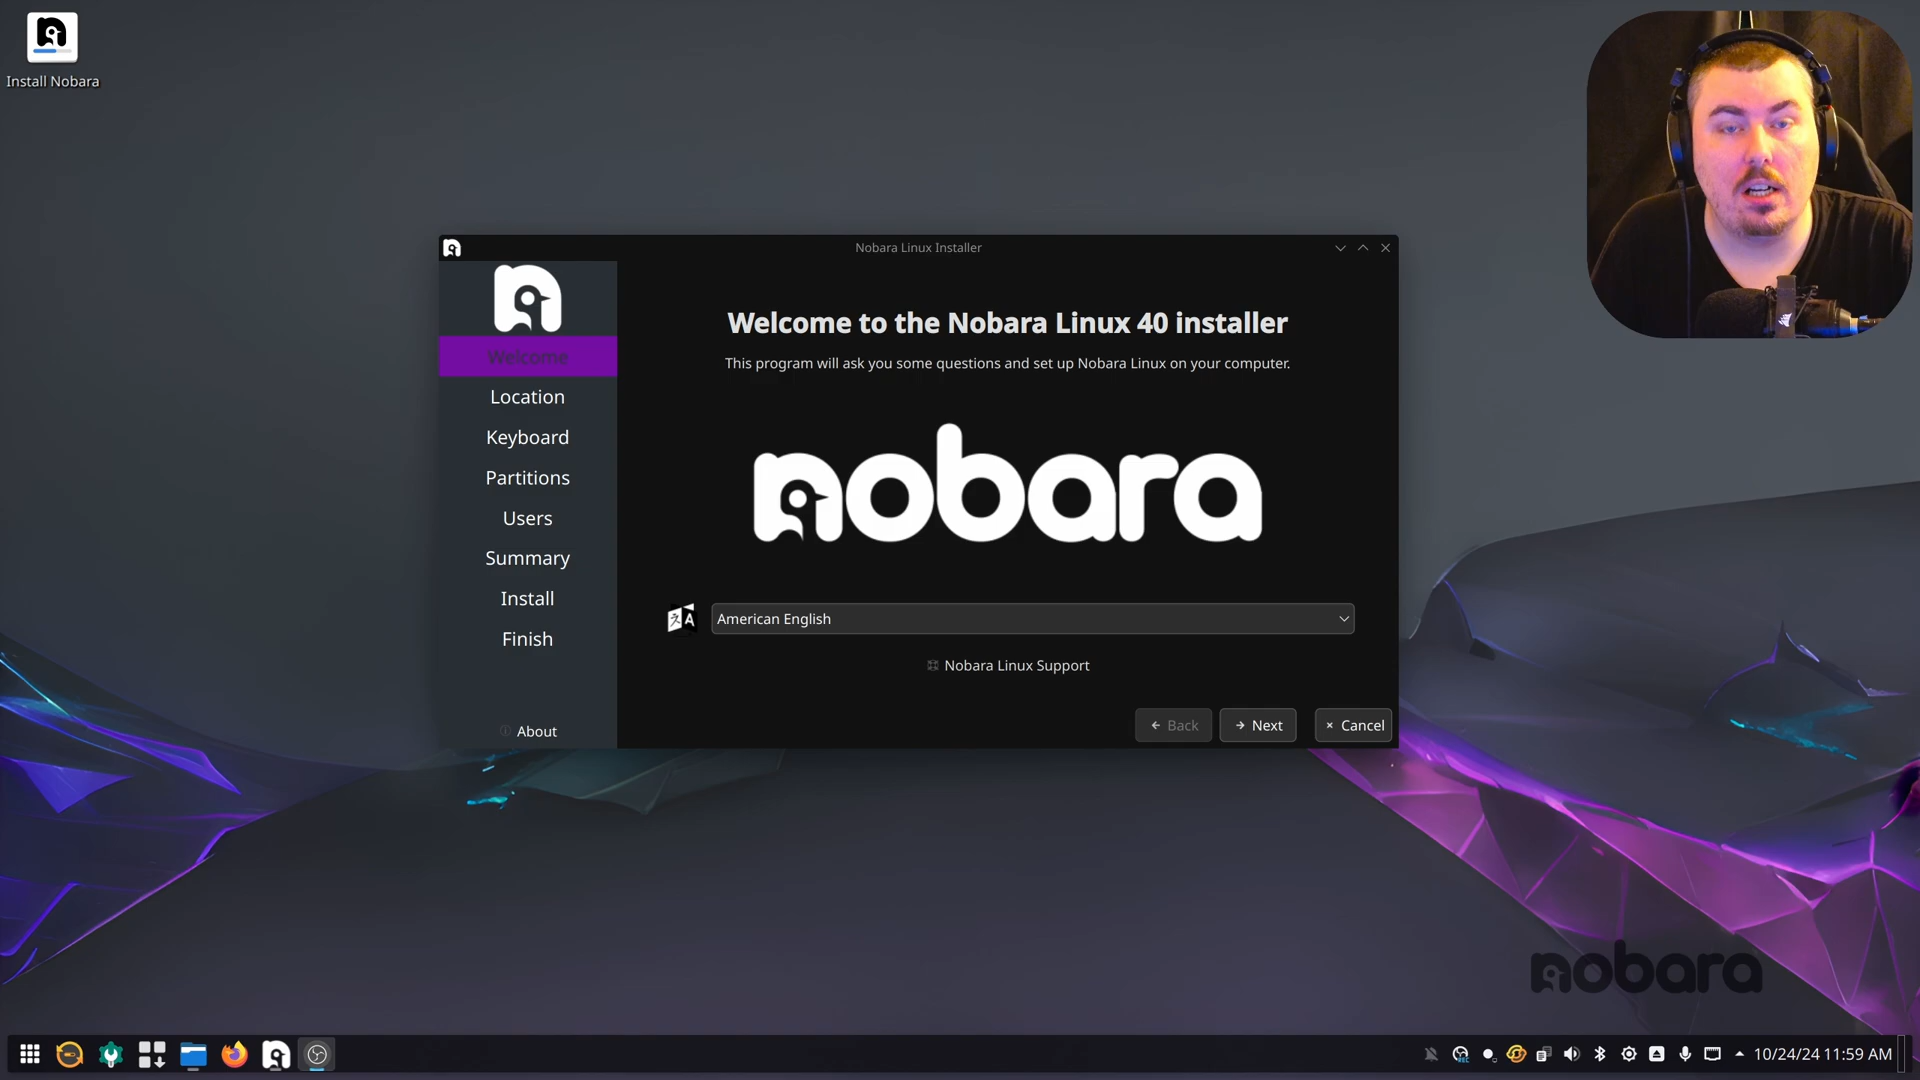 Install Nobara
Nobara Linux Installer
Welcome to the Nobara Linux 40 installer
This program will ask you some questions and set up Nobara Linux on your computer.
Welcome
Location
Keyboard
Partitions
Users
Summary
Install
Finish
About
nobara
American English
Nobara Linux Support
Back
Next
Cancel
nobara
REC
10/24/24 11:59 AM